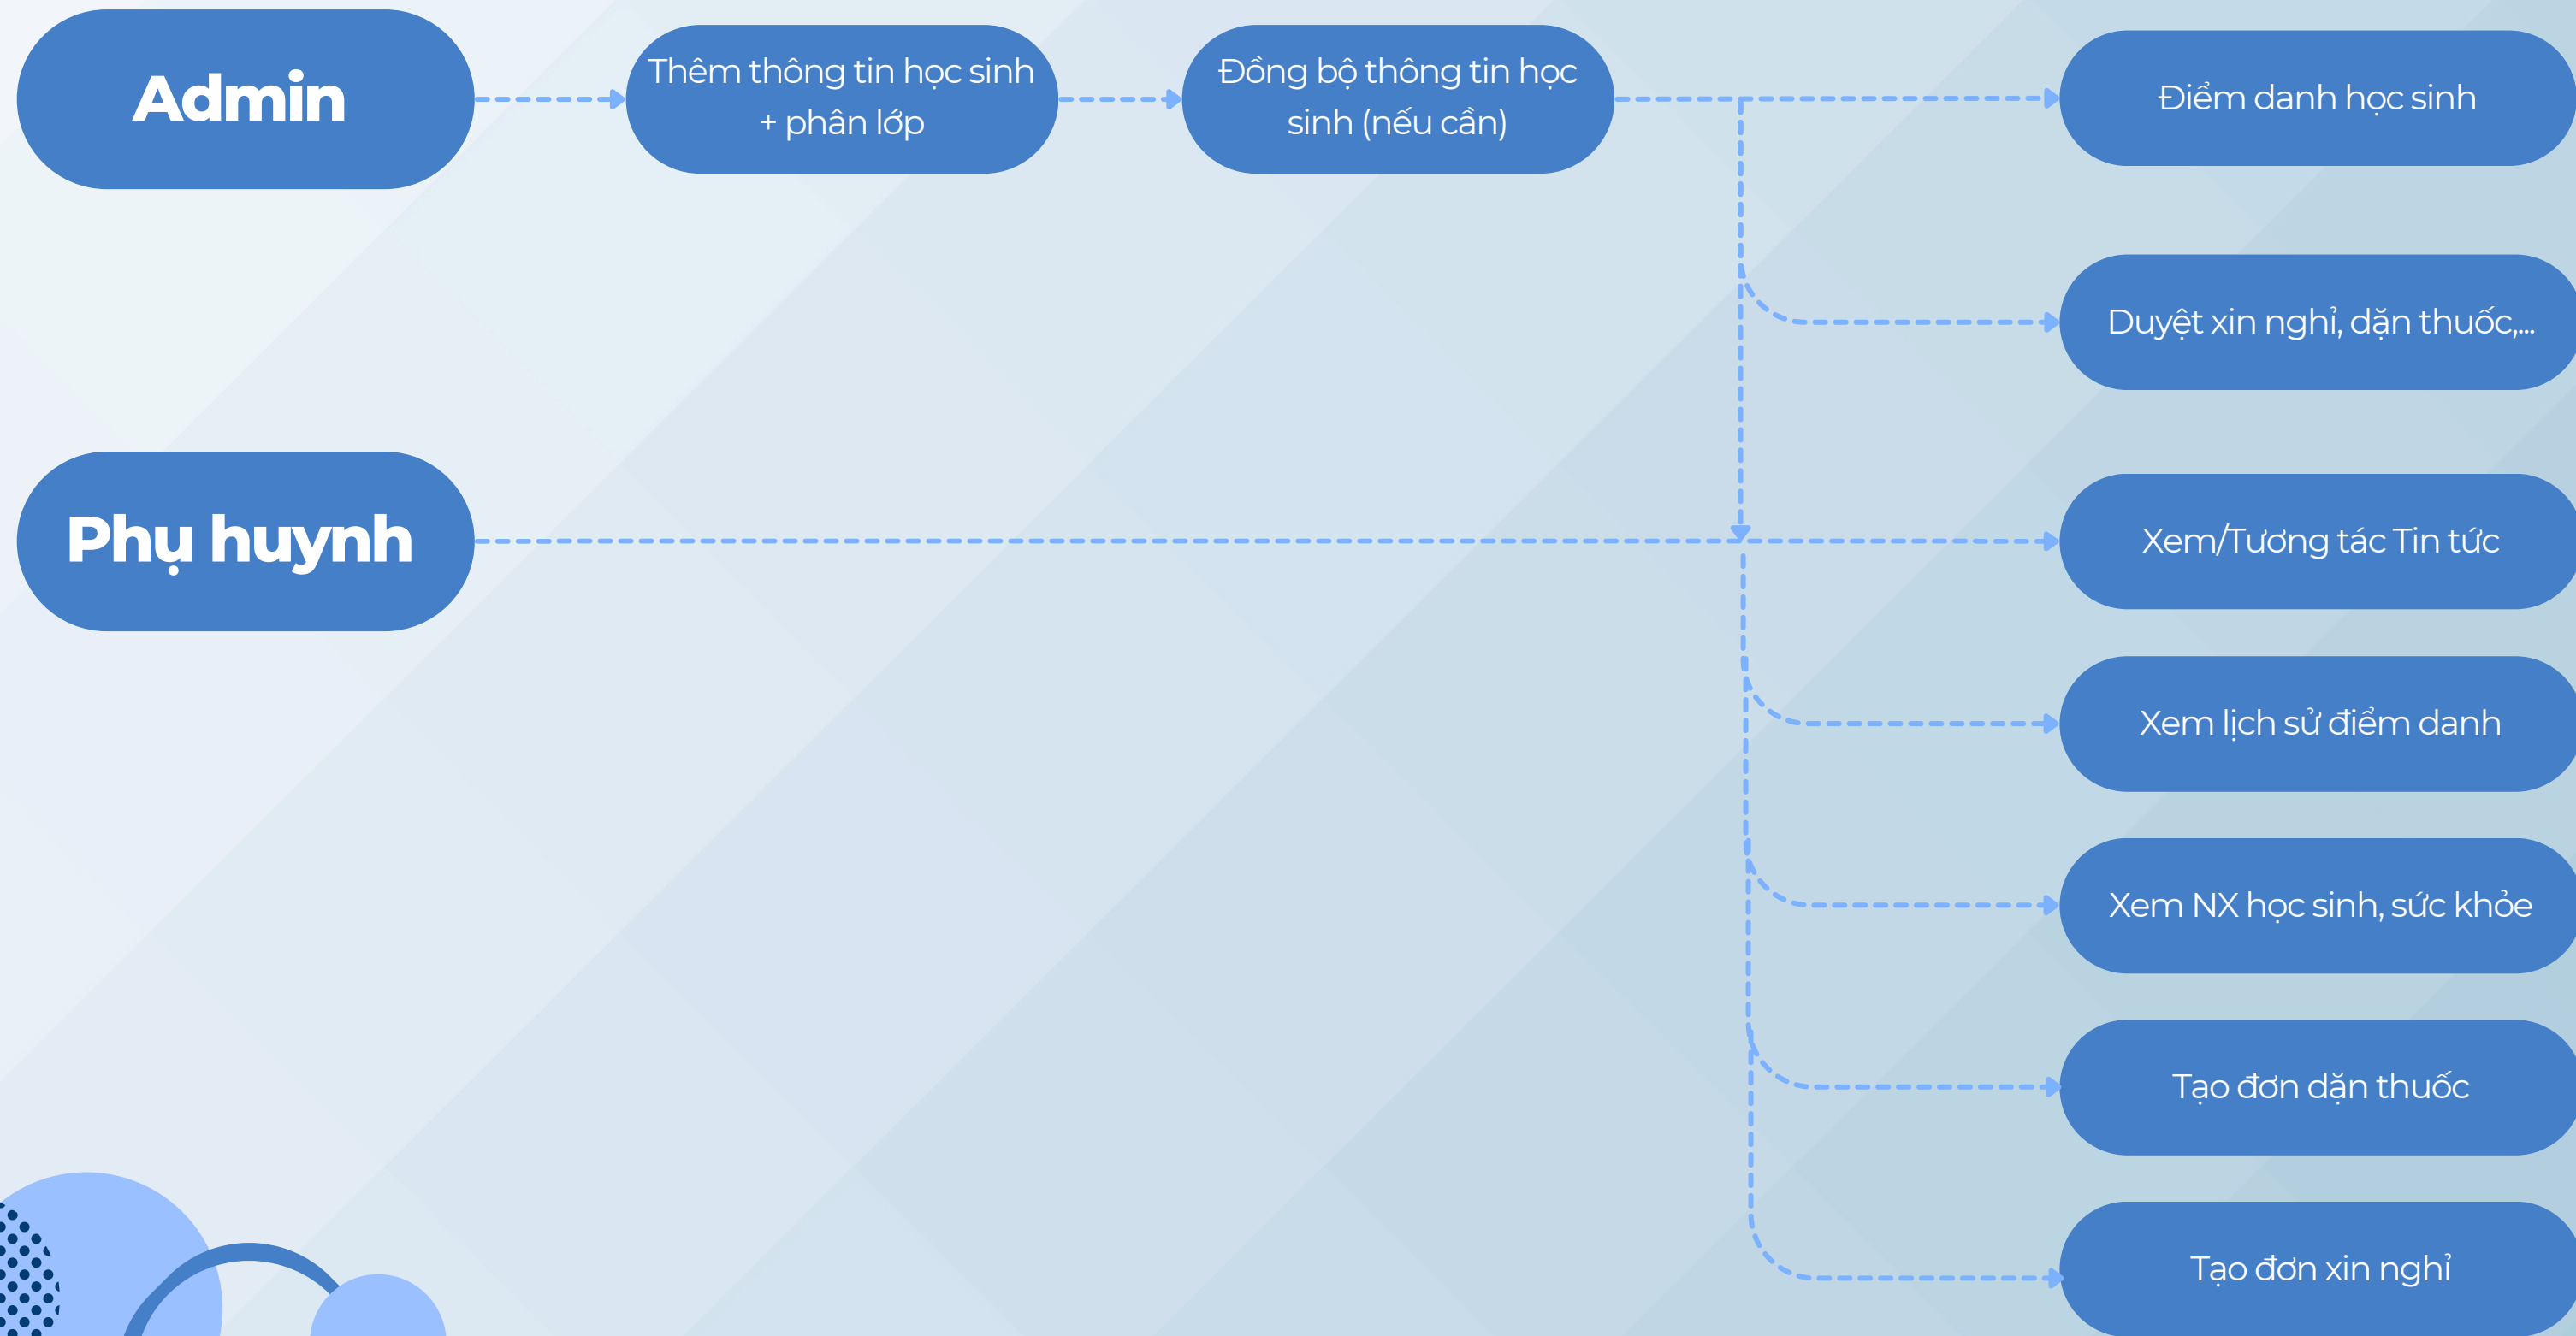 Admin
Thêm thông tin học sinh
+ phân lớp
Đồng bộ thông tin học
sinh (nếu cần)
Điểm danh học sinh
Duyệt xin nghỉ, dặn thuốc,...
Phụ huynh
Xem/Tương tác Tin tức
Xem lịch sử điểm danh
Xem NX học sinh, sức khỏe
Tạo đơn dặn thuốc
Tạo đơn xin nghỉ